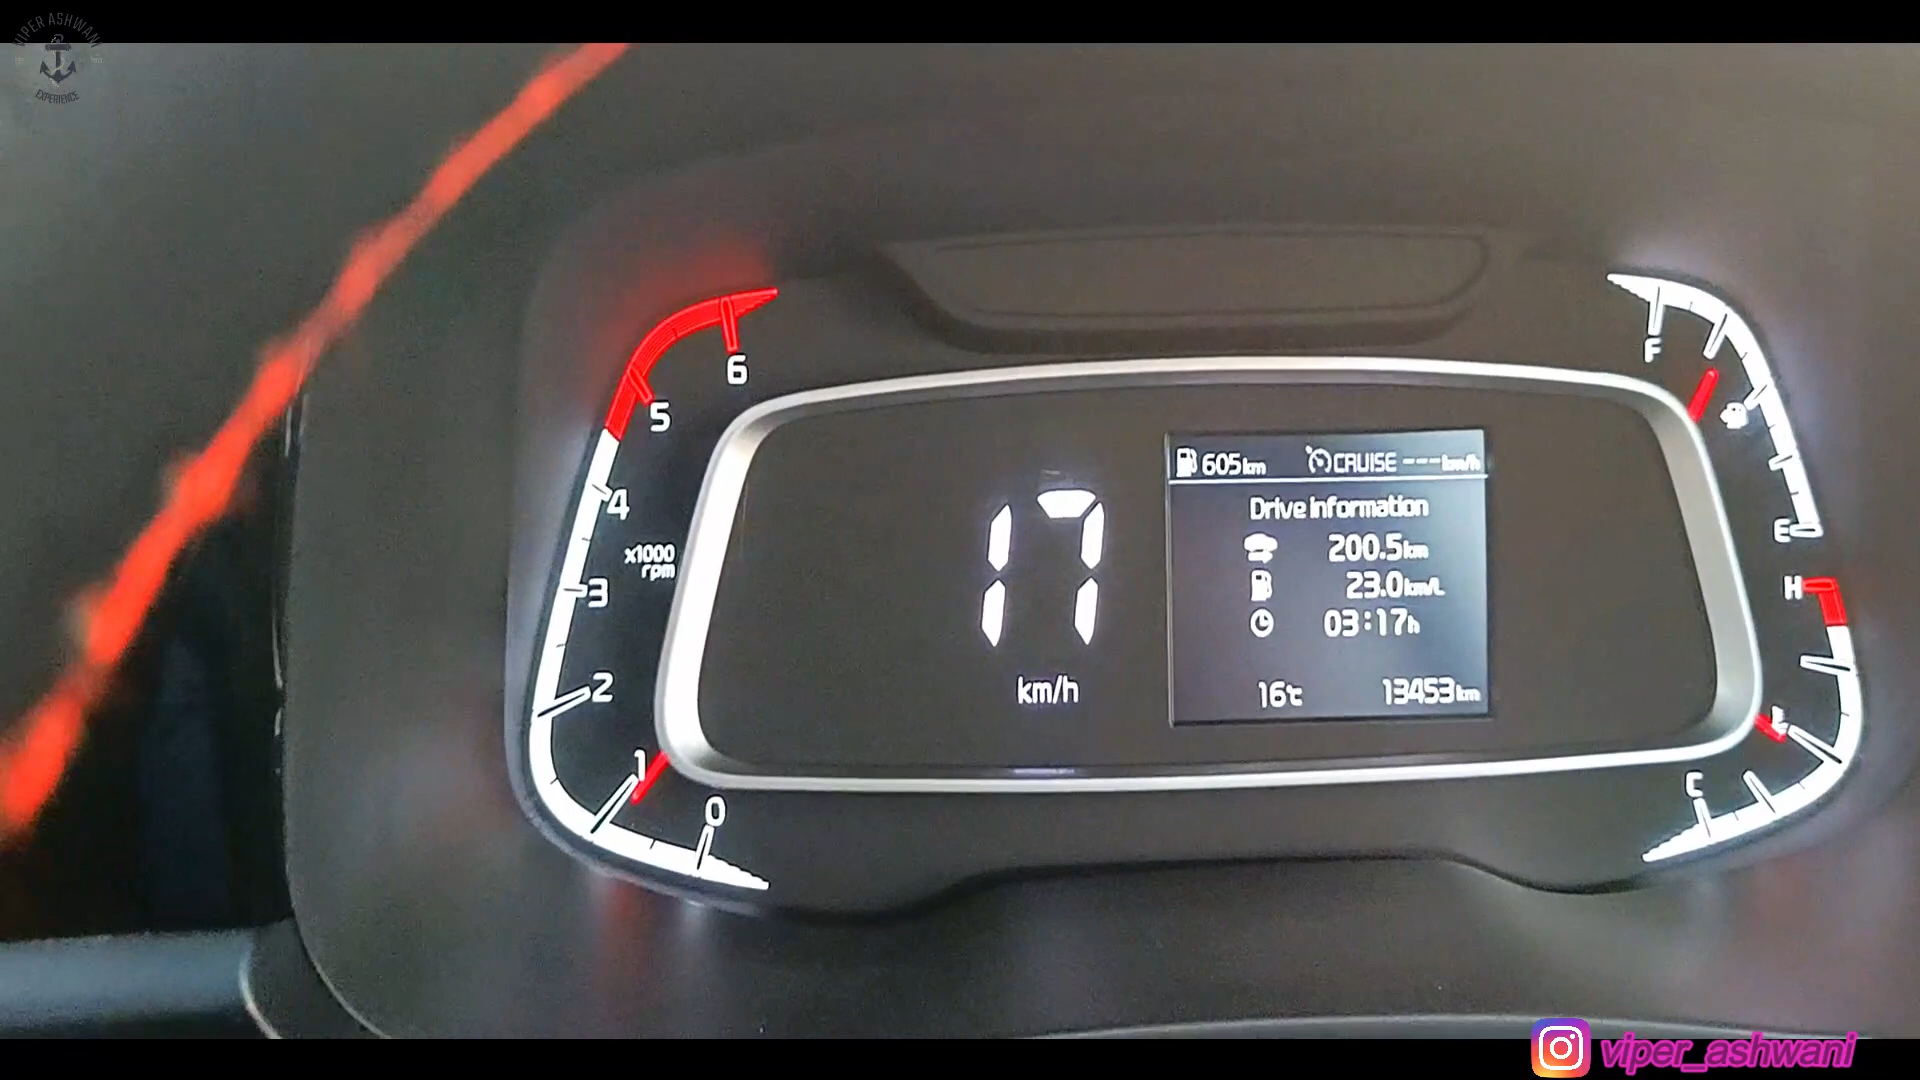 VIPER ASHWANI
EXPERIENCE
6
5
4
x1000
rpm
3
2
1
0
17
km/h
605km CRUISE ---km/h
Drive information
200.5km
23.0km/L
03:17h
16℃ 13453km
F
E
H
C
viper_ashwani